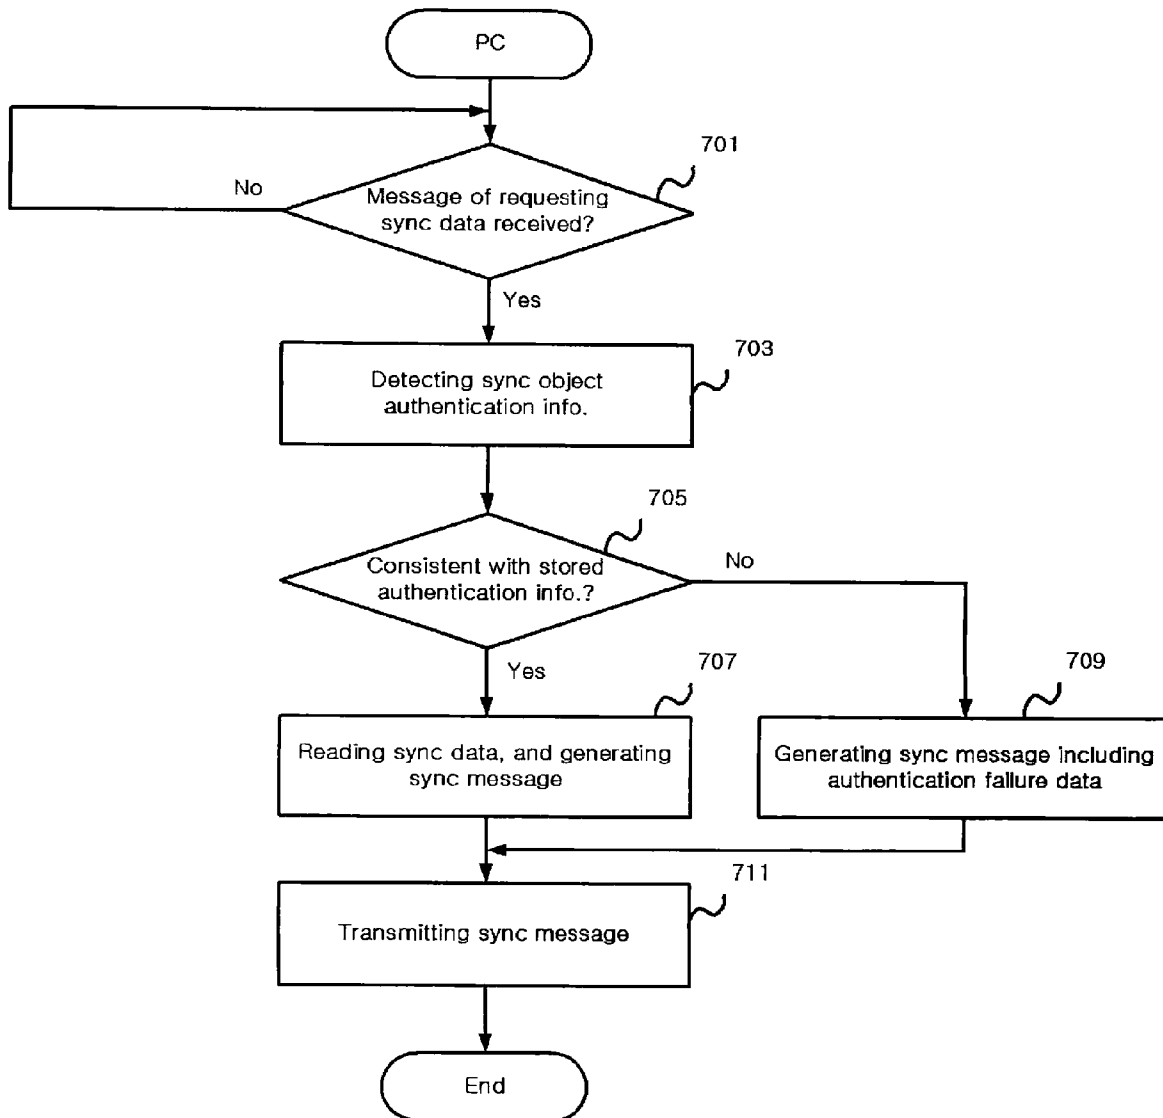 PC
701
No
Message of requesting
sync data received?
Yes
703
Detecting sync object
authentication info.
705
Consistent with stored
authentication info.?
No
Yes
707
709
Reading sync data, and generating
sync message
Generating sync message including
authentication failure data
711
Transmitting sync message
End